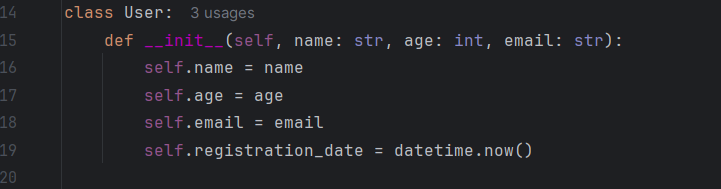 14 class User: 3 usages
15     def __init__(self, name: str, age: int, email: str):
16         self.name = name
17         self.age = age
18         self.email = email
19         self.registration_date = datetime.now()
20